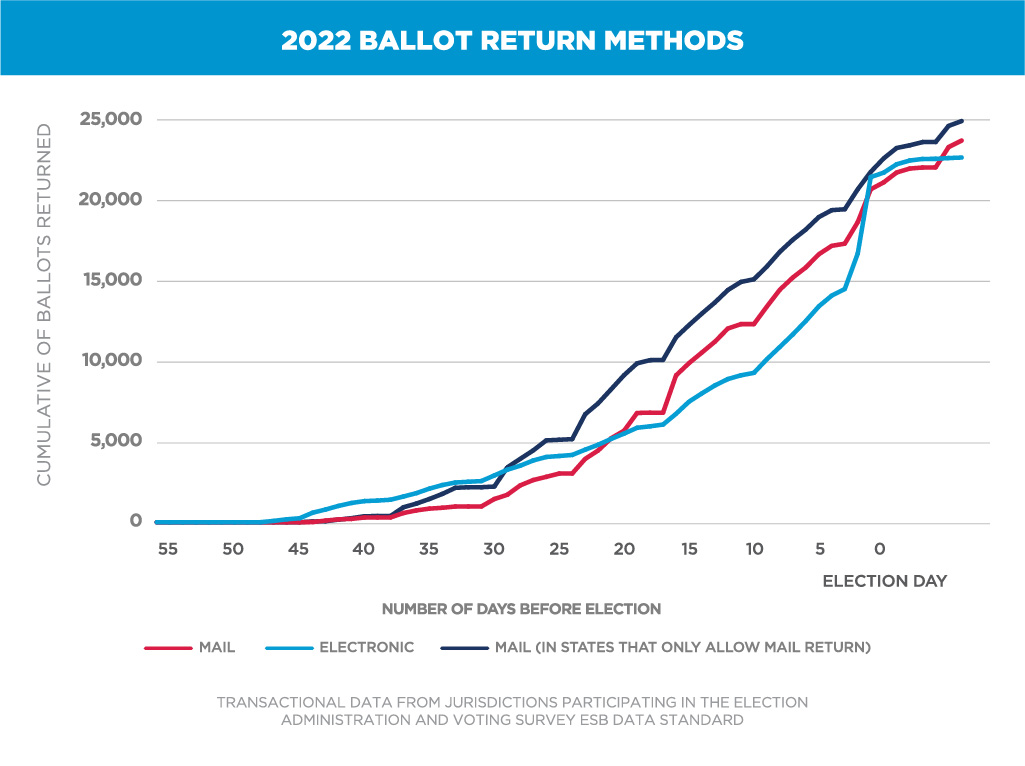 2022 BALLOT RETURN METHODS
CUMULATIVE OF BALLOTS RETURNED
25,000
20,000
15,000
10,000
5,000
0
55 50 45 40 35 30 25 20 15 10 5 0
ELECTION DAY
NUMBER OF DAYS BEFORE ELECTION
MAIL ELECTRONIC MAIL (IN STATES THAT ONLY ALLOW MAIL RETURN)
TRANSACTIONAL DATA FROM JURISDICTIONS PARTICIPATING IN THE ELECTION
ADMINISTRATION AND VOTING SURVEY ESB DATA STANDARD